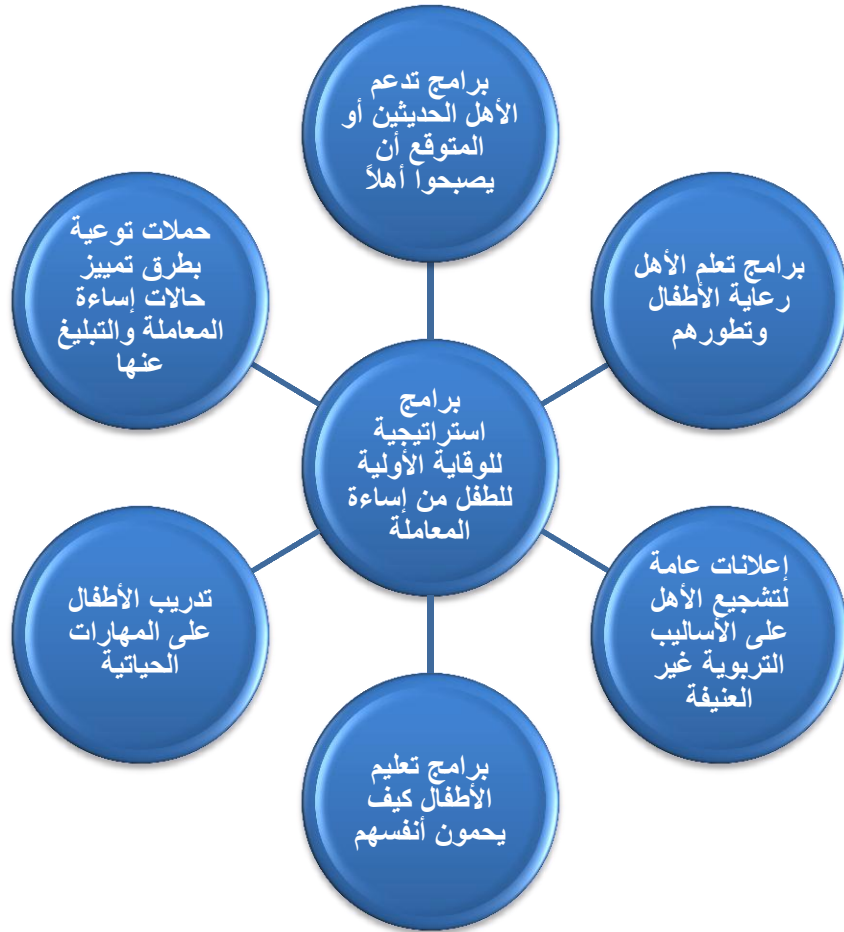 برامج تدعم
الأهل الحديثين أو
المتوقع أن
يصبحوا أهلاً
برامج تعلم الأهل
رعاية الأطفال
وتطورهم
إعلانات عامة
لتشجيع الأهل
على الأساليب
التربوية غير
العنيفة
برامج تعليم
الأطفال كيف
يحمون أنفسهم
تدريب الأطفال
على المهارات
الحياتية
حملات توعية
بطرق تمييز
حالات إساءة
المعاملة والتبليغ
عنها
برامج
استراتيجية
للوقاية الأولية
للطفل من إساءة
المعاملة